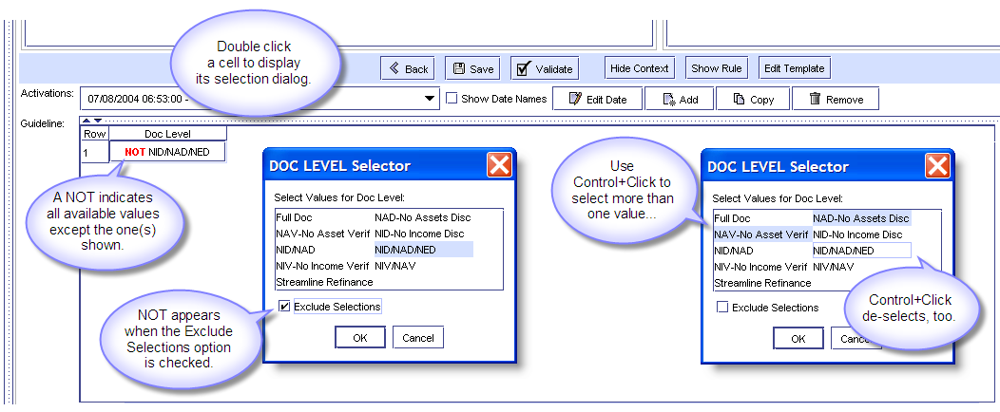 Double click
a cell to display
its selection dialog.
Back
Save
Validate
Hide Context
Show Rule
Edit Template
Activations:
07/08/2004 06:53:00 -
Show Date Names
Edit Date
Add
Copy
Remove
Guideline:
Row
Doc Level
1
NOT NID/NAD/NED
A NOT indicates
all available values
except the one(s)
shown.
DOC LEVEL Selector
Select Values for Doc Level:
Full Doc
NAD-No Assets Disc
NAV-No Asset Verif
NID-No Income Disc
NID/NAD
NID/NAD/NED
NIV-No Income Verif
NIV/NAV
Streamline Refinance
Exclude Selections
OK
Cancel
NOT appears
when the Exclude
Selections option
is checked.
Use
Control+Click to
select more than
one value...
DOC LEVEL Selector
Select Values for Doc Level:
Full Doc
NAD-No Assets Disc
NAV-No Asset Verif
NID-No Income Disc
NID/NAD
NID/NAD/NED
NIV-No Income Verif
NIV/NAV
Streamline Refinance
Exclude Selections
OK
Control+Click
de-selects, too.